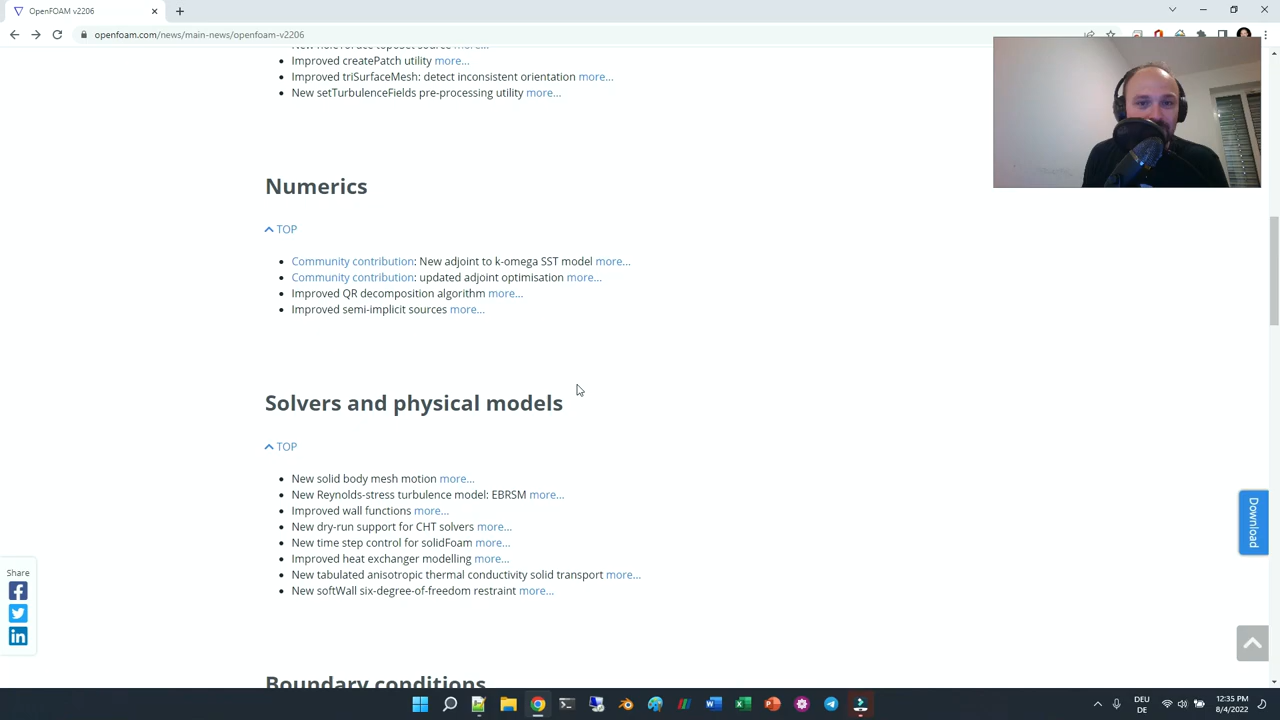 OpenFOAM v2206
openfoam.com/news/main-news/openfoam-v2206
Improved createPatch utility more...
Improved triSurfaceMesh: detect inconsistent orientation more...
New setTurbulenceFields pre-processing utility more...
Numerics
TOP
Community contribution: New adjoint to k-omega SST model more...
Community contribution: updated adjoint optimisation more...
Improved QR decomposition algorithm more...
Improved semi-implicit sources more...
Solvers and physical models
TOP
New solid body mesh motion more...
New Reynolds-stress turbulence model: EBRSM more...
Improved wall functions more...
New dry-run support for CHT solvers more...
New time step control for solidFoam more...
Improved heat exchanger modelling more...
New tabulated anisotropic thermal conductivity solid transport more...
New softWall six-degree-of-freedom restraint more...
Boundary conditions
Download
Share
DEU
DE
12:35 PM
8/4/2022